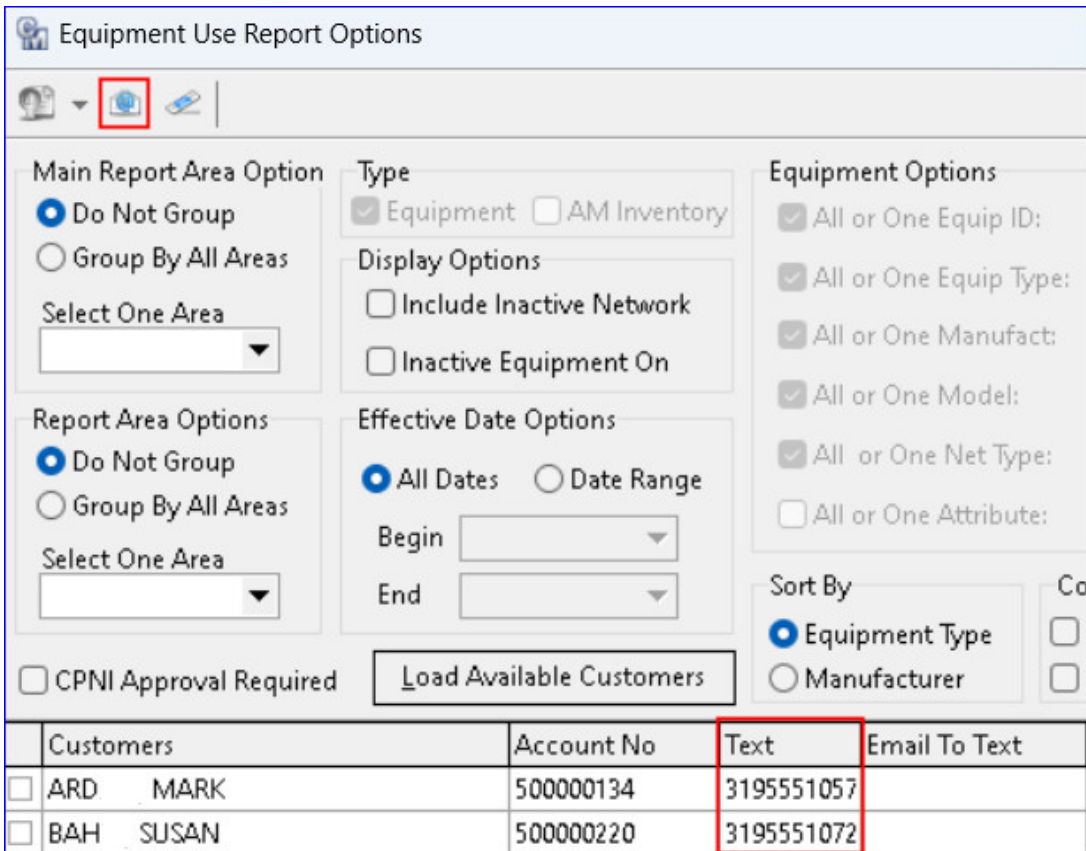 Equipment Use Report Options
Main Report Area Option
Do Not Group
Group By All Areas
Select One Area
Type
Equipment AM Inventory
Display Options
Include Inactive Network
Inactive Equipment On
Equipment Options
All or One Equip ID:
All or One Equip Type:
All or One Manufact:
All or One Model:
All or One Net Type:
All or One Attribute:
Report Area Options
Do Not Group
Group By All Areas
Select One Area
Effective Date Options
All Dates Date Range
Begin
End
Sort By
Equipment Type
Manufacturer
Co
CPNI Approval Required
Load Available Customers
Customers Account No Text Email To Text
ARD MARK 500000134 3195551057
BAH SUSAN 500000220 3195551072